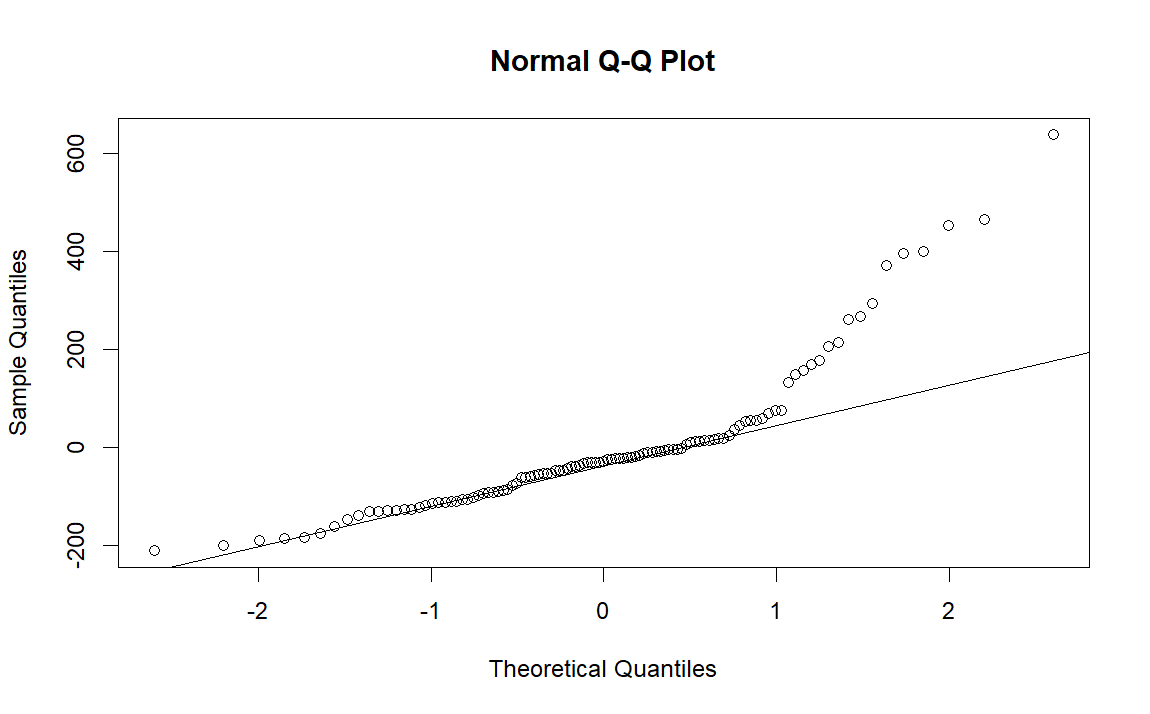 Normal Q-Q Plot
600
400
200
0
-200
Sample Quantiles
-2 -1 0 1 2
Theoretical Quantiles